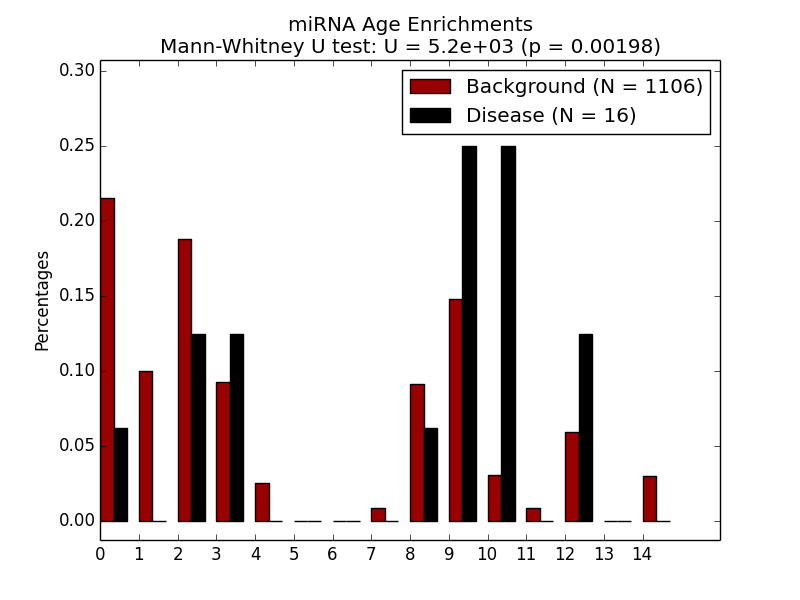 miRNA Age Enrichments
Mann-Whitney U test: U = 5.2e+03 (p = 0.00198)
Background (N = 1106)
Disease (N = 16)
Percentages
0.30
0.25
0.20
0.15
0.10
0.05
0.00
0 1 2 3 4 5 6 7 8 9 10 11 12 13 14